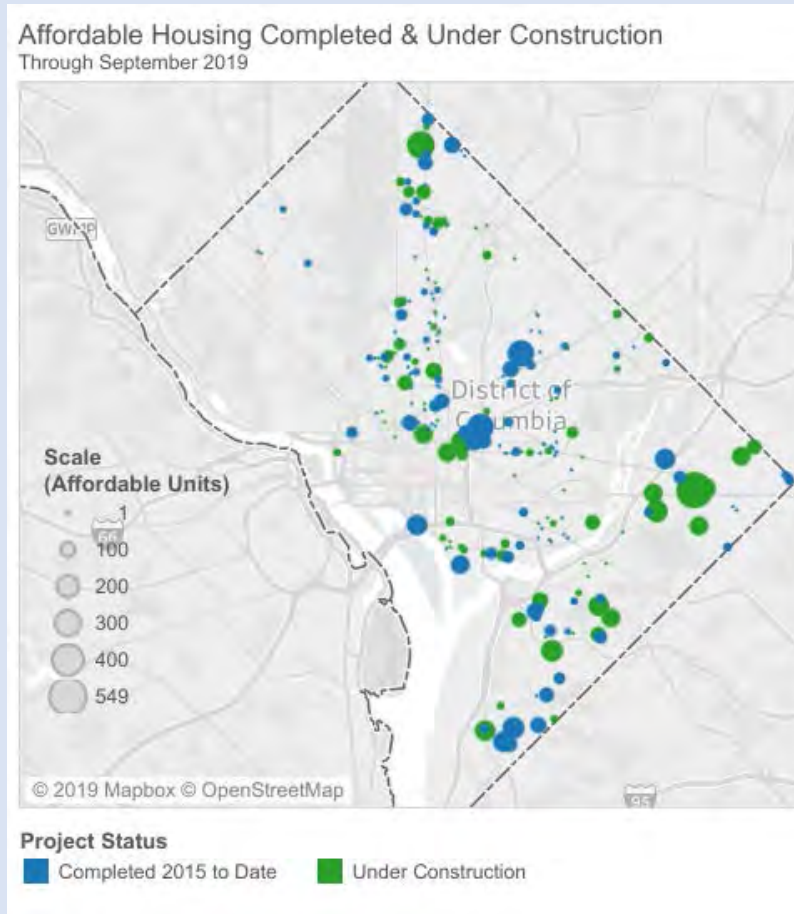 Affordable Housing Completed & Under Construction
Through September 2019
GWMP
District of
Columbia
Scale
(Affordable Units)
1
66
100
200
300
400
549
© 2019 Mapbox © OpenStreetMap
95
Project Status
Completed 2015 to Date
Under Construction